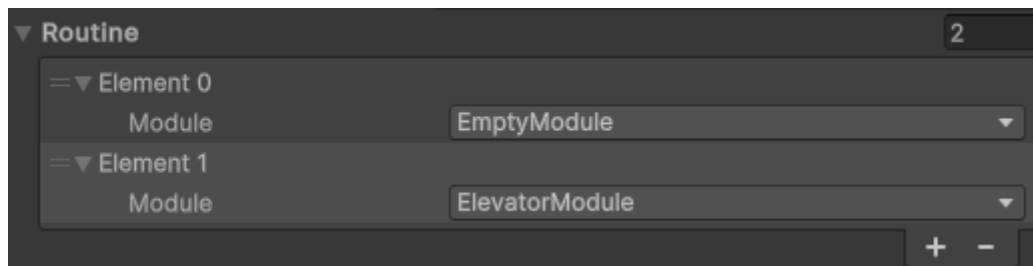 Routine 2
Element 0
Module EmptyModule
Element 1
Module ElevatorModule
+ -